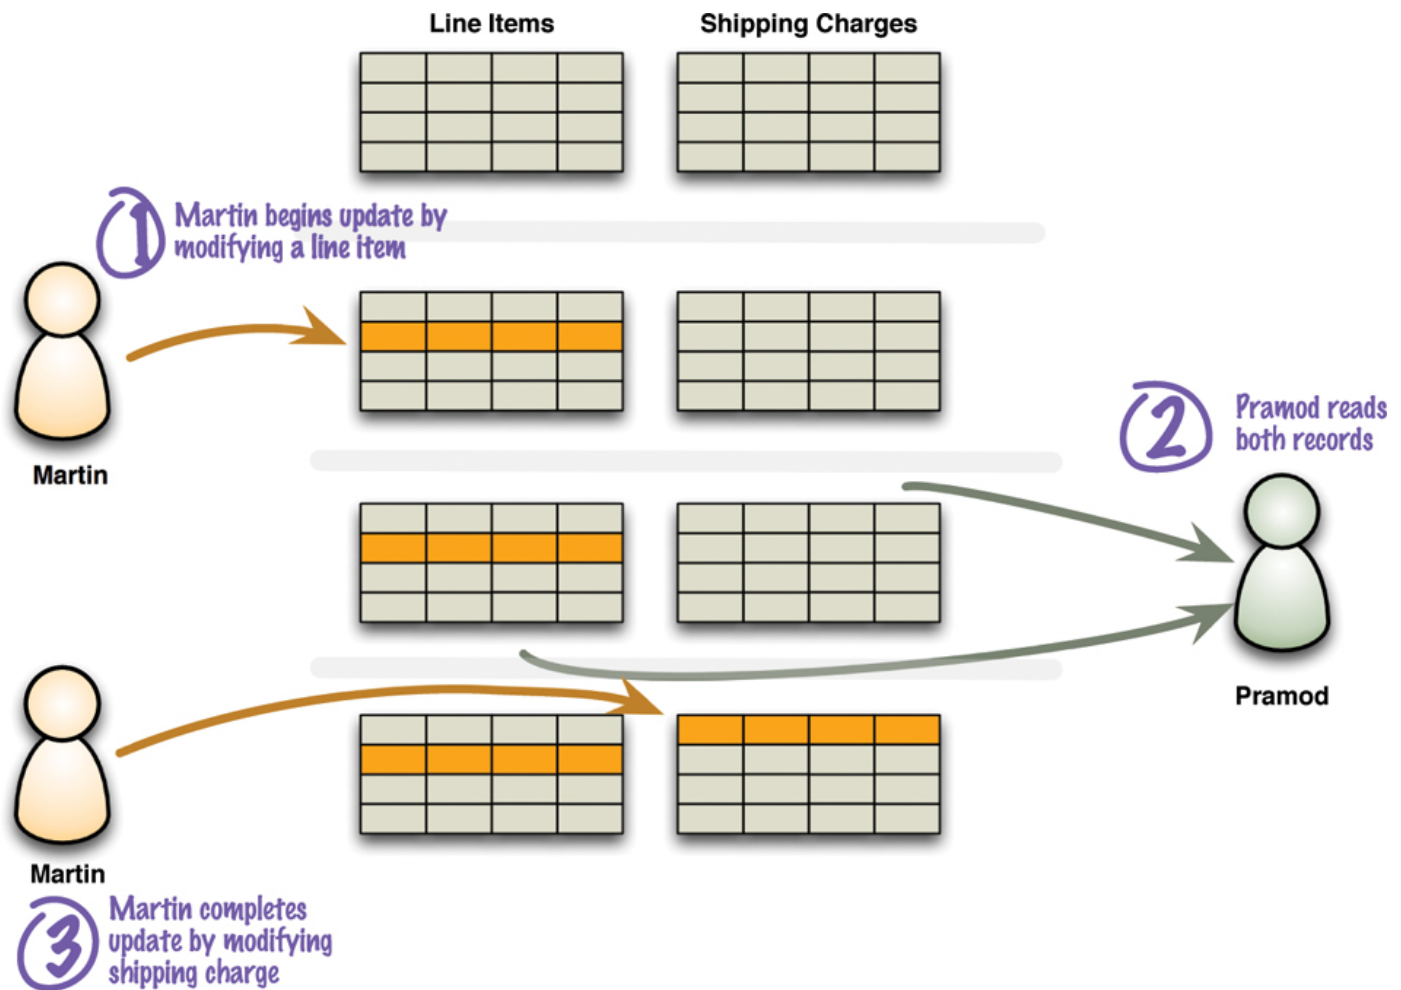 Line Items
Shipping Charges
1
Martin begins update by
modifying a line item
Martin
2
Pramod reads
both records
Pramod
Martin
3
Martin completes
update by modifying
shipping charge